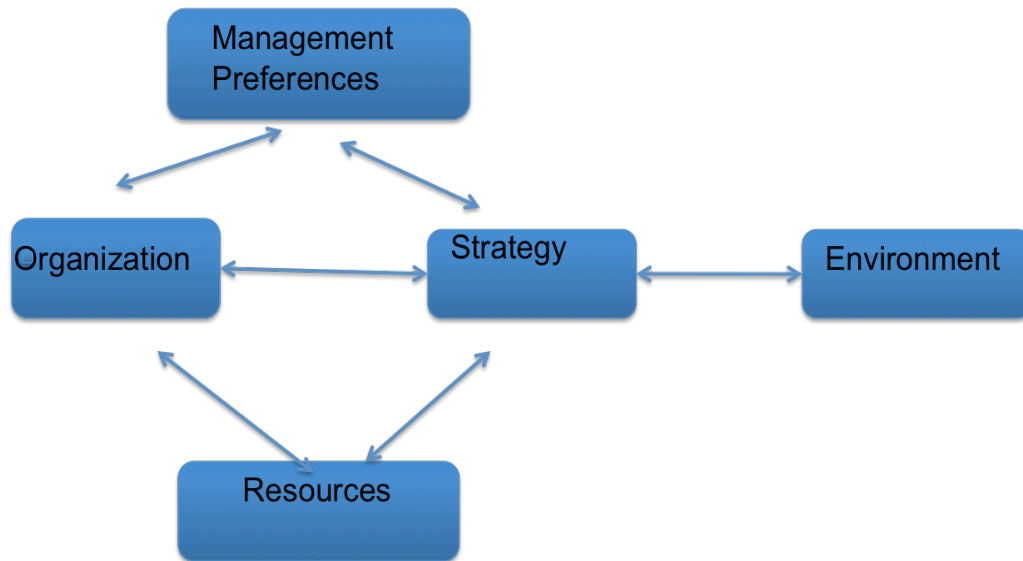 Management
Preferences
Organization
Strategy
Environment
Resources